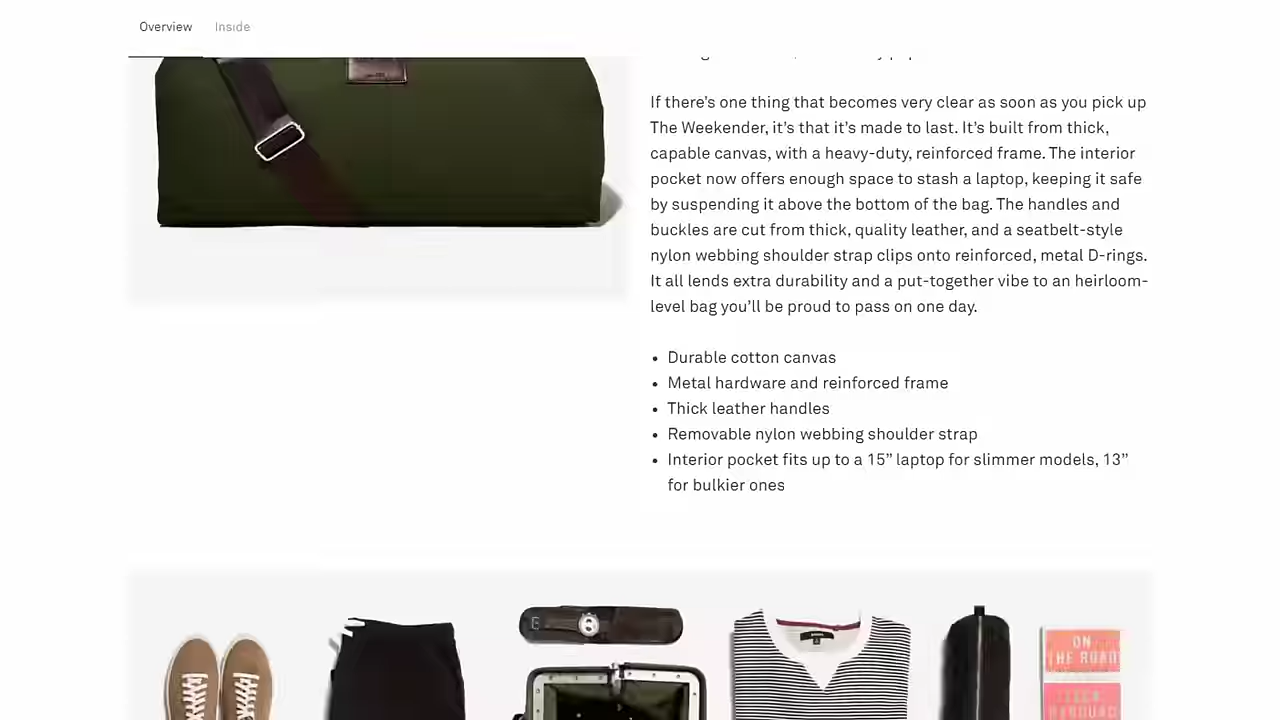 Overview Inside
If there’s one thing that becomes very clear as soon as you pick up
The Weekender, it’s that it’s made to last. It’s built from thick,
capable canvas, with a heavy-duty, reinforced frame. The interior
pocket now offers enough space to stash a laptop, keeping it safe
by suspending it above the bottom of the bag. The handles and
buckles are cut from thick, quality leather, and a seatbelt-style
nylon webbing shoulder strap clips onto reinforced, metal D-rings.
It all lends extra durability and a put-together vibe to an heirloom-
level bag you’ll be proud to pass on one day.
• Durable cotton canvas
• Metal hardware and reinforced frame
• Thick leather handles
• Removable nylon webbing shoulder strap
• Interior pocket fits up to a 15” laptop for slimmer models, 13”
for bulkier ones
ON
THE ROAD